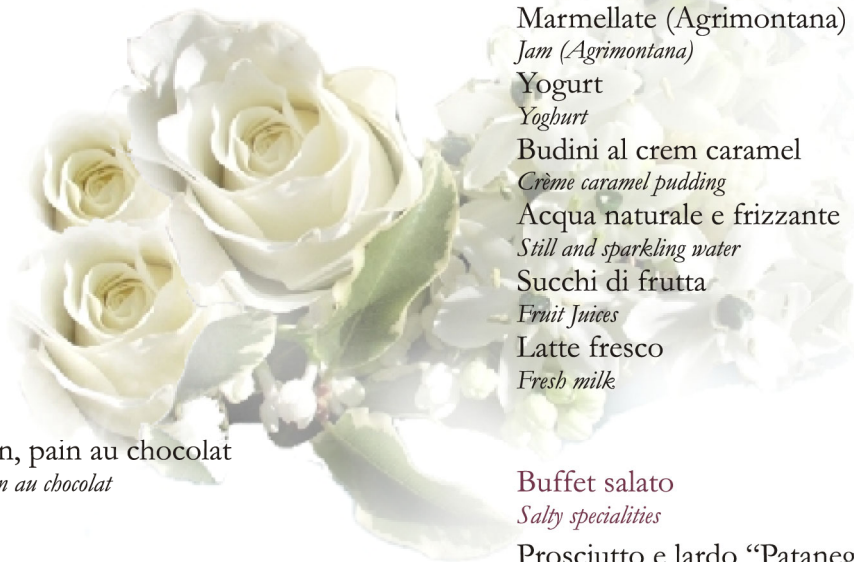 Marmellate (Agrimontana)
Jam (Agrimontana)
Yogurt
Yoghurt
Budini al crem caramel
Crème caramel pudding
Acqua naturale e frizzante
Still and sparkling water
Succhi di frutta
Fruit Juices
Latte fresco
Fresh milk
pain au chocolat
au chocolat
Buffet salato
Salty specialities
Prosciutto e lardo